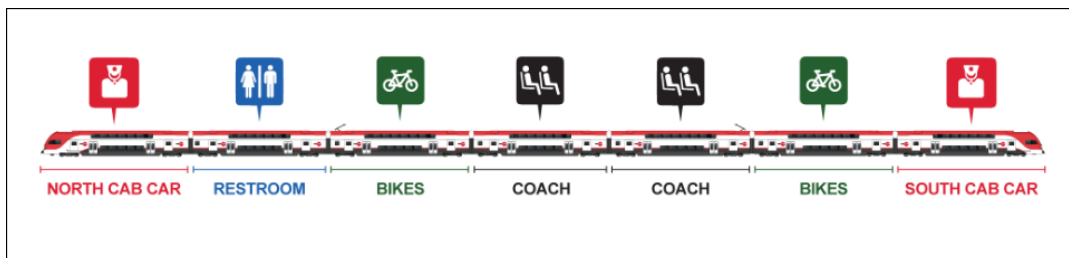 NORTH CAB CAR
RESTROOM
BIKES
COACH
COACH
BIKES
SOUTH CAB CAR